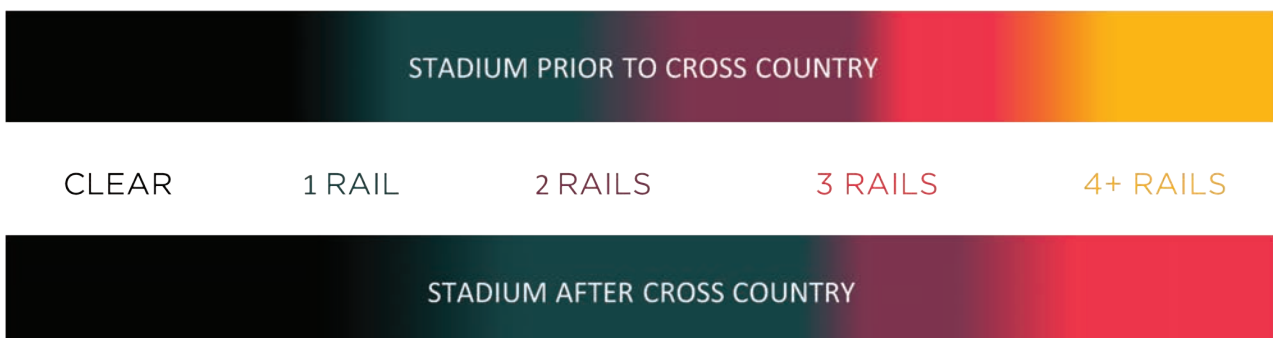 STADIUM PRIOR TO CROSS COUNTRY
CLEAR 1 RAIL 2 RAILS 3 RAILS 4+ RAILS
STADIUM AFTER CROSS COUNTRY